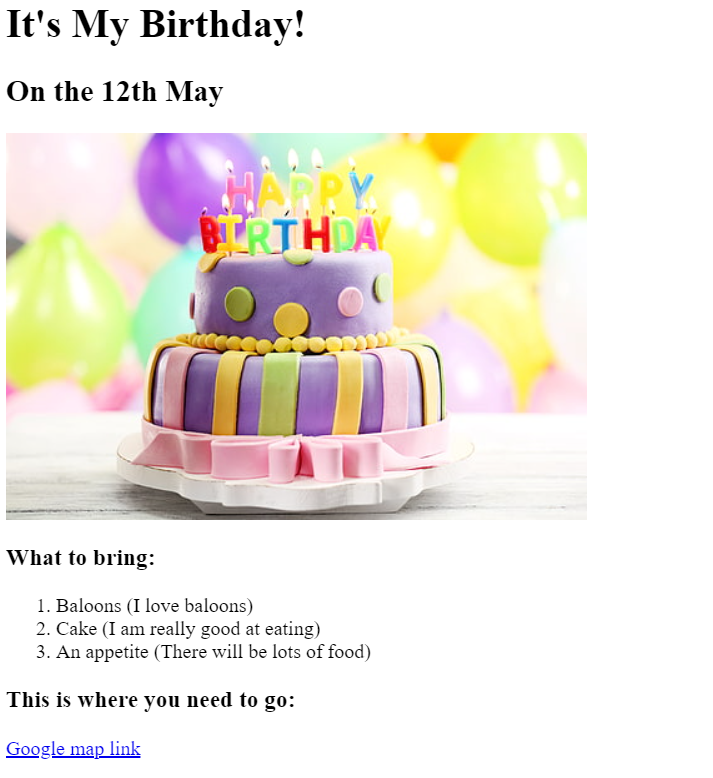 It's My Birthday!
On the 12th May
HAPPY
BIRTHDAY
What to bring:
1. Baloons (I love baloons)
2. Cake (I am really good at eating)
3. An appetite (There will be lots of food)
This is where you need to go:
Google map link